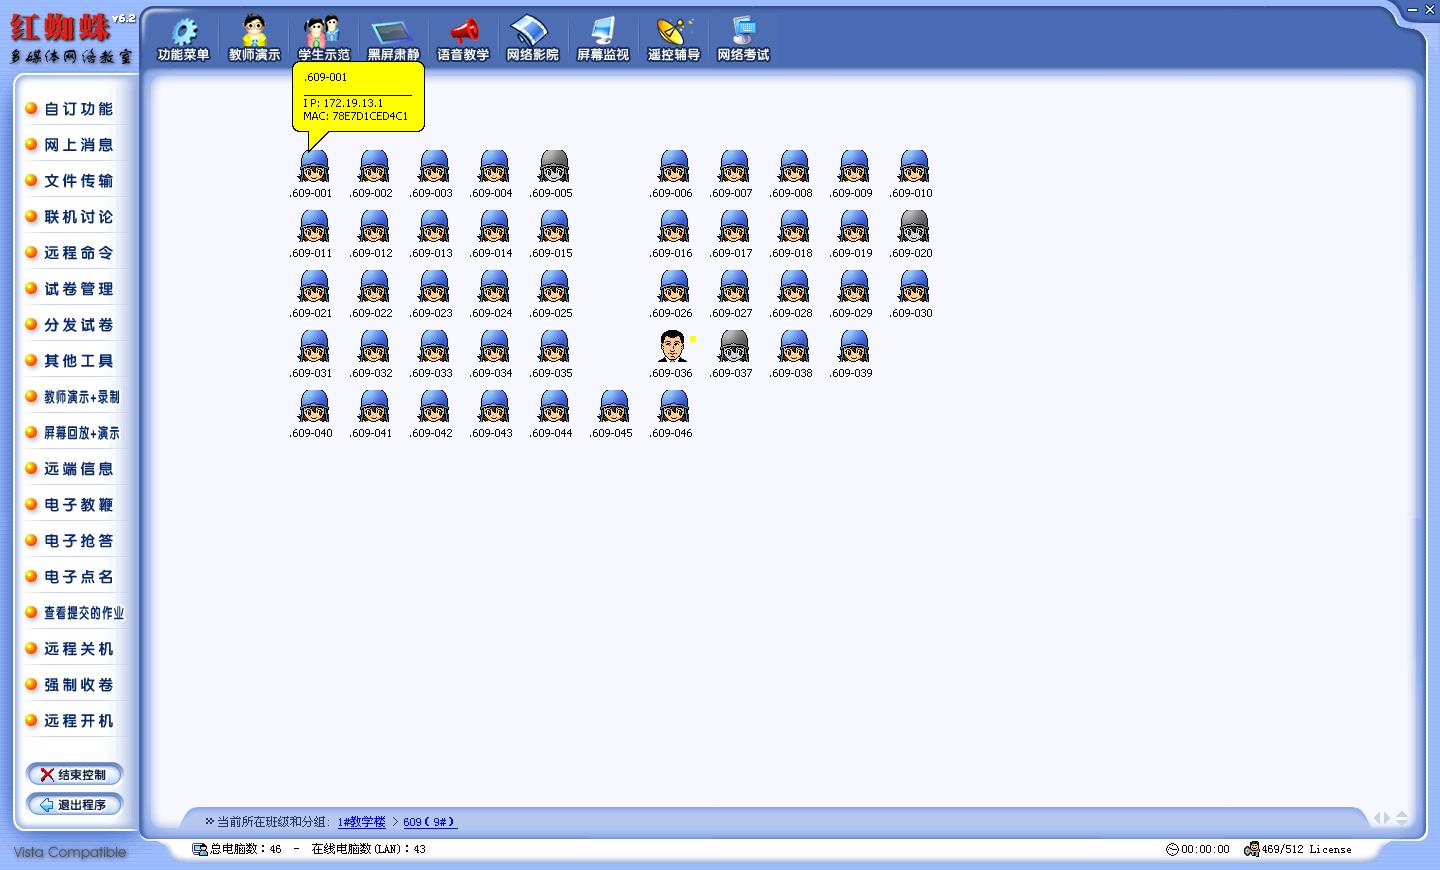 红蜘蛛 v6.2
多媒体网络教室
功能菜单 教师演示 学生示范 黑屏肃静 语音教学 网络影院 屏幕监视 遥控辅导 网络考试
.609-001
IP: 172.19.13.1
MAC: 78E7D1CED4C1
自订功能
网上消息
文件传输
联机讨论
远程命令
试卷管理
分发试卷
其他工具
教师演示+录制
屏幕回放+演示
远端信息
电子教鞭
电子抢答
电子点名
查看提交的作业
远程关机
强制收卷
远程开机
结束控制
退出程序
Vista Compatible
.609-001 .609-002 .609-003 .609-004 .609-005 .609-006 .609-007 .609-008 .609-009 .609-010
.609-011 .609-012 .609-013 .609-014 .609-015 .609-016 .609-017 .609-018 .609-019 .609-020
.609-021 .609-022 .609-023 .609-024 .609-025 .609-026 .609-027 .609-028 .609-029 .609-030
.609-031 .609-032 .609-033 .609-034 .609-035 .609-036 .609-037 .609-038 .609-039
.609-040 .609-041 .609-042 .609-043 .609-044 .609-045 .609-046
当前所在班级和分组: 1#教学楼 > 609(9#)
总电脑数：46 - 在线电脑数(LAN)：43 00:00:00 469/512 License